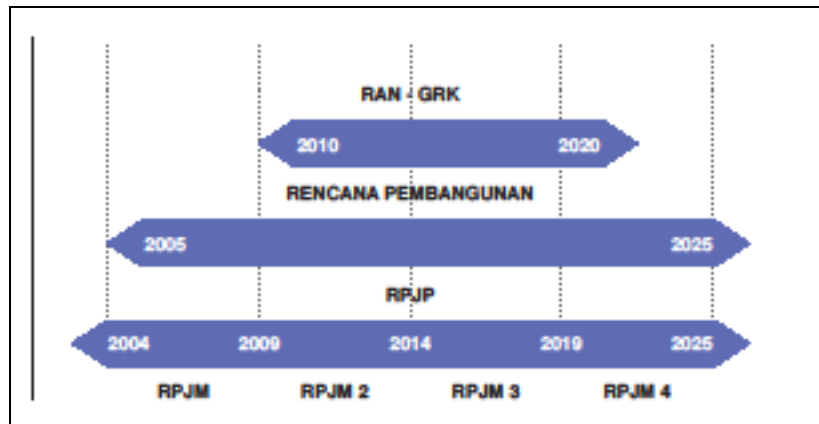 RAN - GRK
2010 2020
RENCANA PEMBANGUNAN
2005 2025
RPJP
2004 2009 2014 2019 2025
RPJM RPJM 2 RPJM 3 RPJM 4